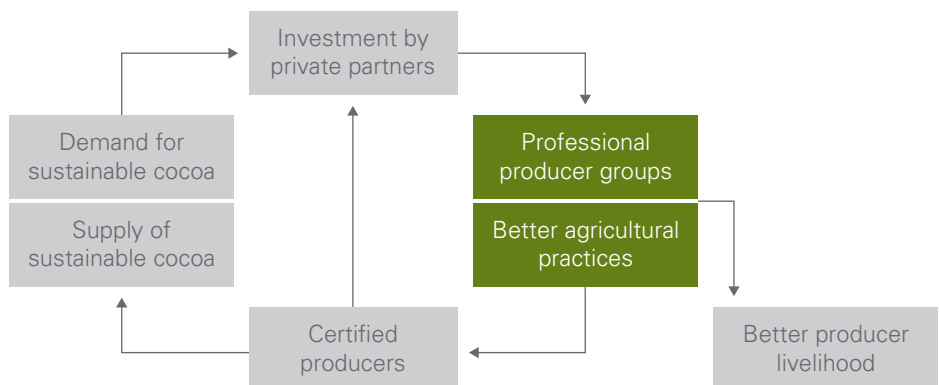 Investment by
private partners
Demand for
sustainable cocoa
Professional
producer groups
Supply of
sustainable cocoa
Better agricultural
practices
Certified
producers
Better producer
livelihood